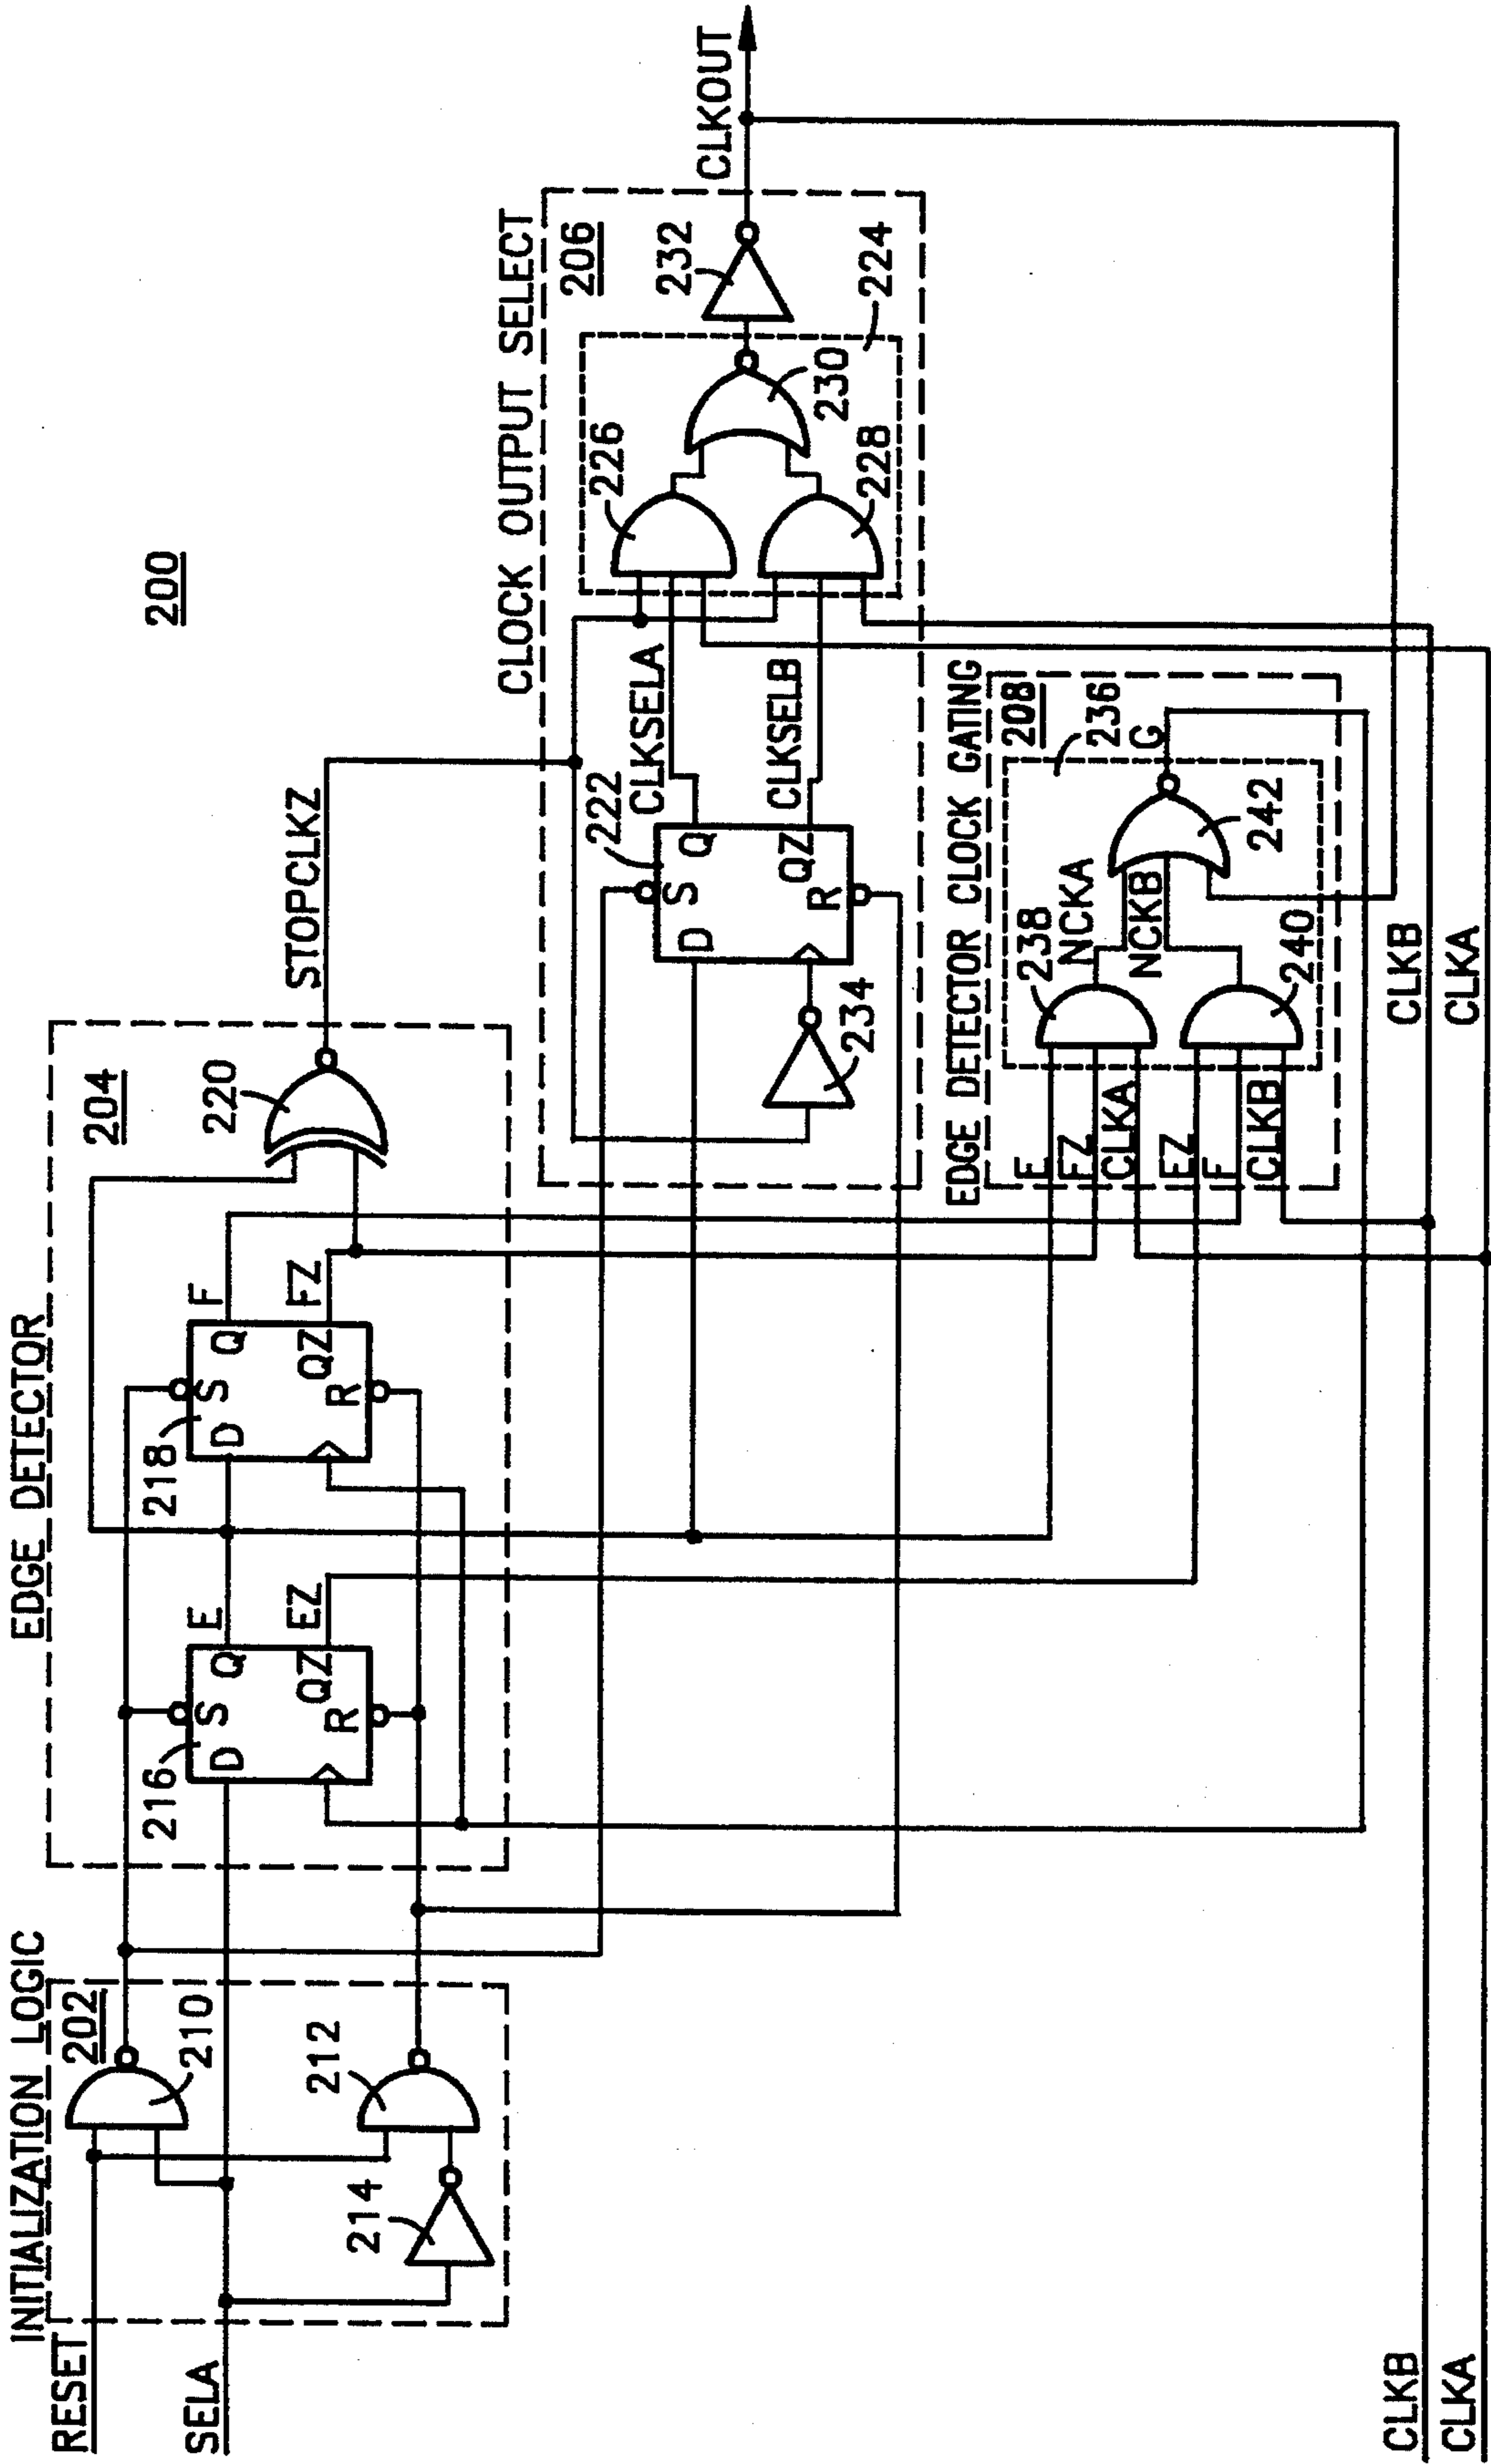 200
INITIALIZATION LOGIC
202
RESET
SELA
210
212
214
EDGE DETECTOR
204
216
D
S
Q
E
QZ
EZ
R
218
D
S
Q
F
QZ
FZ
R
220
STOPCLKZ
CLOCK OUTPUT SELECT
206
222
D
S
Q
QZ
R
CLKSELA
CLKSELB
234
226
228
230
224
232
CLKOUT
EDGE DETECTOR CLOCK GATING
208
236
E
FZ
CLKA
EZ
F
CLKB
238
NCKA
NCKB
240
242
G
CLKB
CLKA
CLKB
CLKA